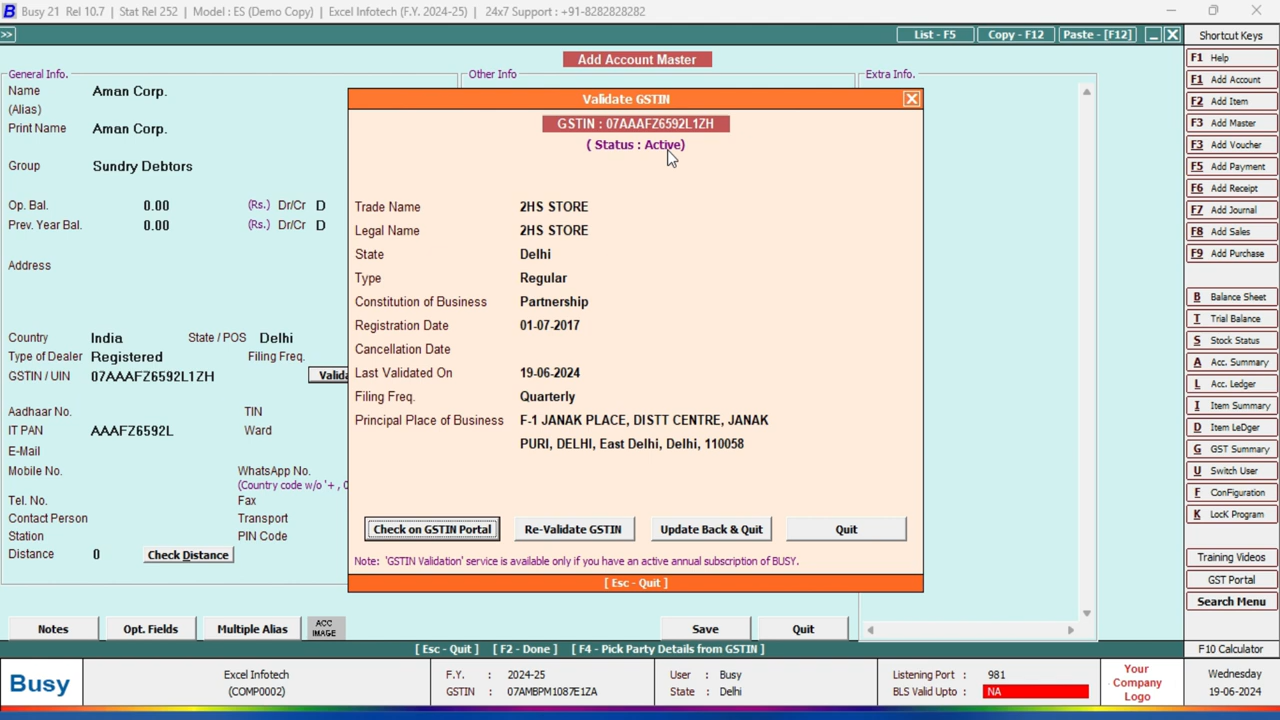 Busy 21 Rel 10.7 | Stat Rel 252 | Model : ES (Demo Copy) | Excel Infotech (F.Y. 2024-25) | 24x7 Support : +91-8282828282
>> List - F5 Copy - F12 Paste - [F12]
Add Account Master
General Info. Other Info Extra Info.
Name Aman Corp.
(Alias)
Print Name Aman Corp.
Group Sundry Debtors
Op. Bal. 0.00 (Rs.) Dr/Cr D
Prev. Year Bal. 0.00 (Rs.) Dr/Cr D
Address
Country India State / POS Delhi
Type of Dealer Registered Filing Freq.
GSTIN / UIN 07AAAFZ6592L1ZH Valida
Aadhaar No. TIN
IT PAN AAAFZ6592L Ward
E-Mail
Mobile No. WhatsApp No.
(Country code w/o '+ , 0
Tel. No. Fax
Contact Person Transport
Station PIN Code
Distance 0 Check Distance
Validate GSTIN
GSTIN : 07AAAFZ6592L1ZH
( Status : Active)
Trade Name 2HS STORE
Legal Name 2HS STORE
State Delhi
Type Regular
Constitution of Business Partnership
Registration Date 01-07-2017
Cancellation Date
Last Validated On 19-06-2024
Filing Freq. Quarterly
Principal Place of Business F-1 JANAK PLACE, DISTT CENTRE, JANAK
PURI, DELHI, East Delhi, Delhi, 110058
Check on GSTIN Portal Re-Validate GSTIN Update Back & Quit Quit
Note: 'GSTIN Validation' service is available only if you have an active annual subscription of BUSY.
[ Esc - Quit ]
Notes Opt. Fields Multiple Alias ACC IMAGE Save Quit
[ Esc - Quit ] [ F2 - Done ] [ F4 - Pick Party Details from GSTIN ]
Shortcut Keys
F1 Help
F1 Add Account
F2 Add Item
F3 Add Master
F3 Add Voucher
F5 Add Payment
F6 Add Receipt
F7 Add Journal
F8 Add Sales
F9 Add Purchase
B Balance Sheet
T Trial Balance
S Stock Status
A Acc. Summary
L Acc. Ledger
I Item Summary
D Item LeDger
G GST Summary
U Switch User
F ConFiguration
K LocK Program
Training Videos
GST Portal
Search Menu
F10 Calculator
Busy
Excel Infotech
(COMP0002)
F.Y. : 2024-25
GSTIN : 07AMBPM1087E1ZA
User : Busy
State : Delhi
Listening Port : 981
BLS Valid Upto : NA
Your
Company
Logo
Wednesday
19-06-2024